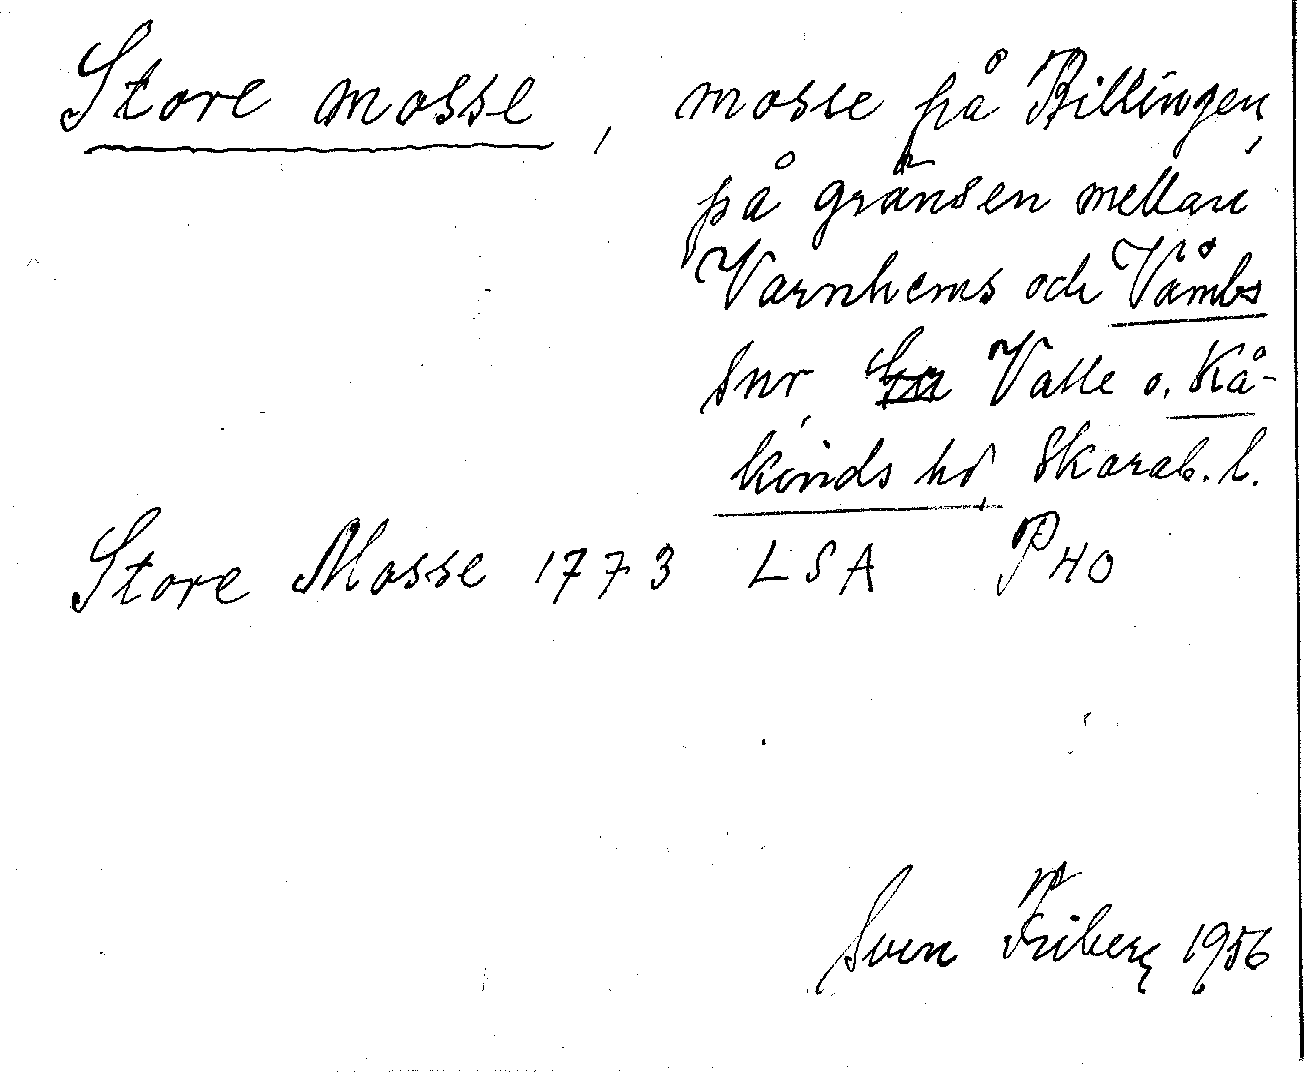 Store mosse, mosse på Billingen,
på gränsen mellan
Varnhems och Våmbs
snr, Valle o. Kå-
kinds hd, Skarab. l.
Store Mosse 1773 LSA PHO
Sven Friberg 1956